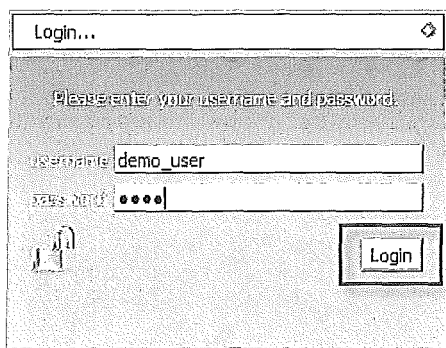 Login...
Please enter your username and password.
username demo_user
password ••••
Login